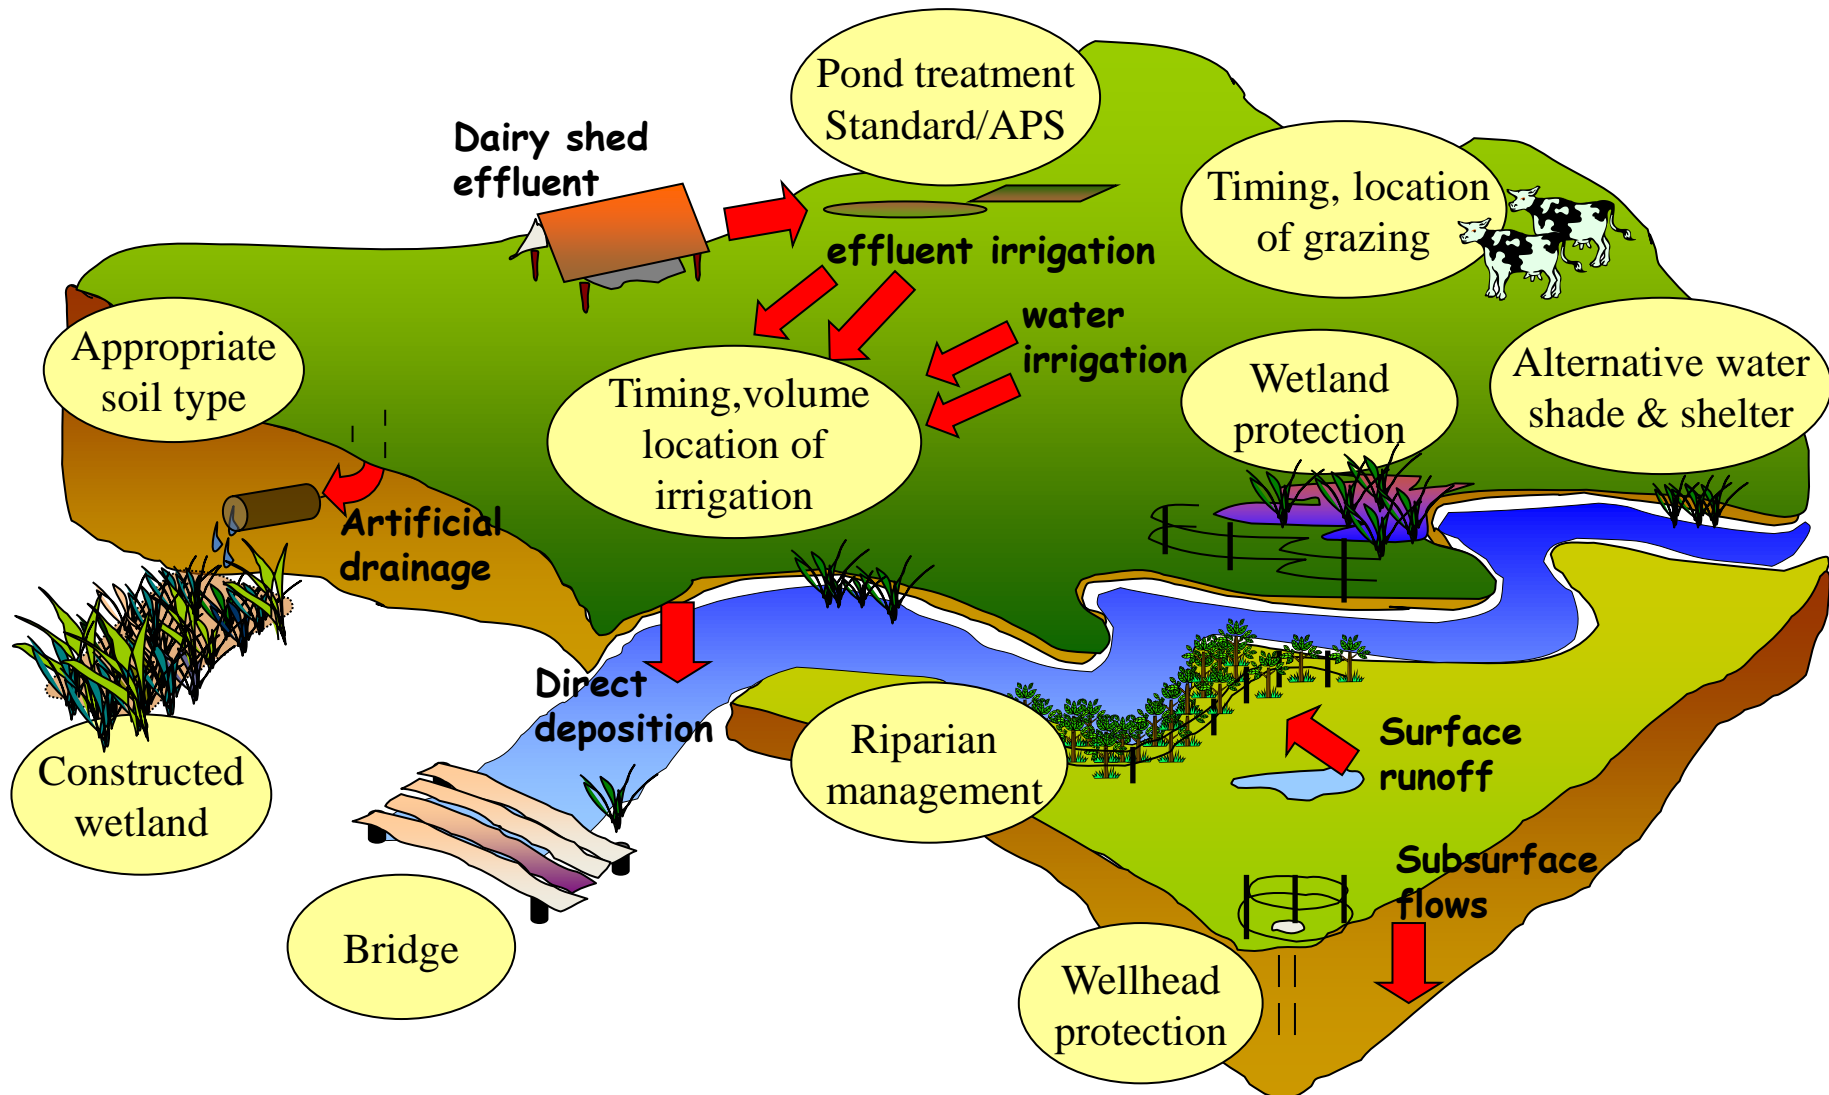 Pond treatment
Standard/APS
Dairy shed
effluent
Timing, location
of grazing
effluent irrigation
water
irrigation
Appropriate
soil type
Timing,volume
location of
irrigation
Wetland
protection
Alternative water
shade & shelter
Artificial
drainage
Direct
deposition
Riparian
management
Surface
runoff
Constructed
wetland
Subsurface
flows
Bridge
Wellhead
protection